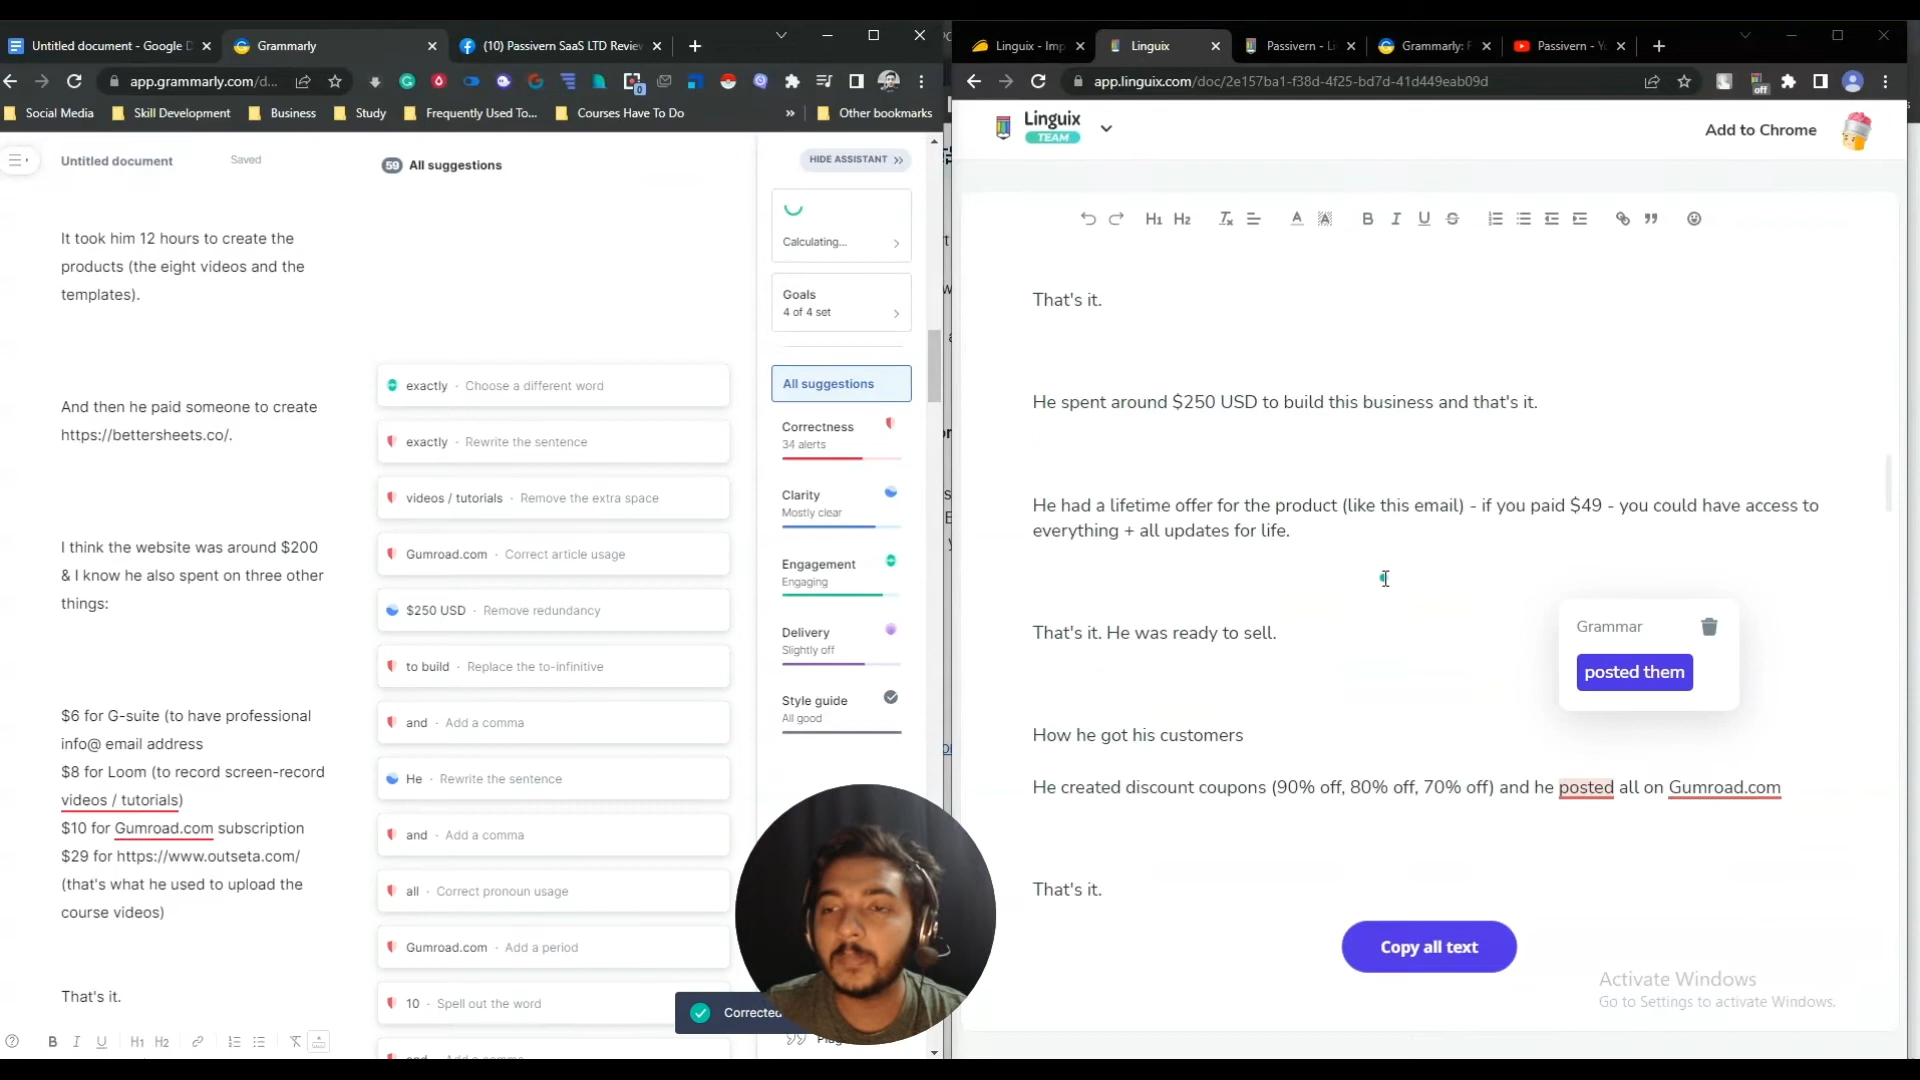 Untitled document - Google D
Grammarly
(10) Passivern SaaS LTD Revie
app.grammarly.com/d...
Social Media
Skill Development
Business
Study
Frequently Used To...
Courses Have To Do
»
Other bookmarks
Untitled document
Saved
59 All suggestions
HIDE ASSISTANT
It took him 12 hours to create the
products (the eight videos and the
templates).
And then he paid someone to create
https://bettersheets.co/.
I think the website was around $200
& I know he also spent on three other
things:
$6 for G-suite (to have professional
info@ email address
$8 for Loom (to record screen-record
videos / tutorials)
$10 for Gumroad.com subscription
$29 for https://www.outseta.com/
(that's what he used to upload the
course videos)
That's it.
B I U H1 H2
exactly · Choose a different word
exactly · Rewrite the sentence
videos / tutorials · Remove the extra space
Gumroad.com · Correct article usage
$250 USD · Remove redundancy
to build · Replace the to-infinitive
and · Add a comma
He · Rewrite the sentence
and · Add a comma
all · Correct pronoun usage
Gumroad.com · Add a period
10 · Spell out the word
and · Add a comma
Corrected
Calculating...
Goals
4 of 4 set
All suggestions
Correctness
34 alerts
Clarity
Mostly clear
Engagement
Engaging
Delivery
Slightly off
Style guide
All good
Linguix - Imp
Linguix
Passivern - Li
Grammarly: F
Passivern - Yo
app.linguix.com/doc/2e157ba1-f38d-4f25-bd7d-41d449eab09d
off
Linguix
TEAM
Add to Chrome
H1 H2 A B I U S
That's it.
He spent around $250 USD to build this business and that's it.
He had a lifetime offer for the product (like this email) - if you paid $49 - you could have access to
everything + all updates for life.
That's it. He was ready to sell.
Grammar
posted them
How he got his customers
He created discount coupons (90% off, 80% off, 70% off) and he posted all on Gumroad.com
That's it.
Copy all text
Activate Windows
Go to Settings to activate Windows.